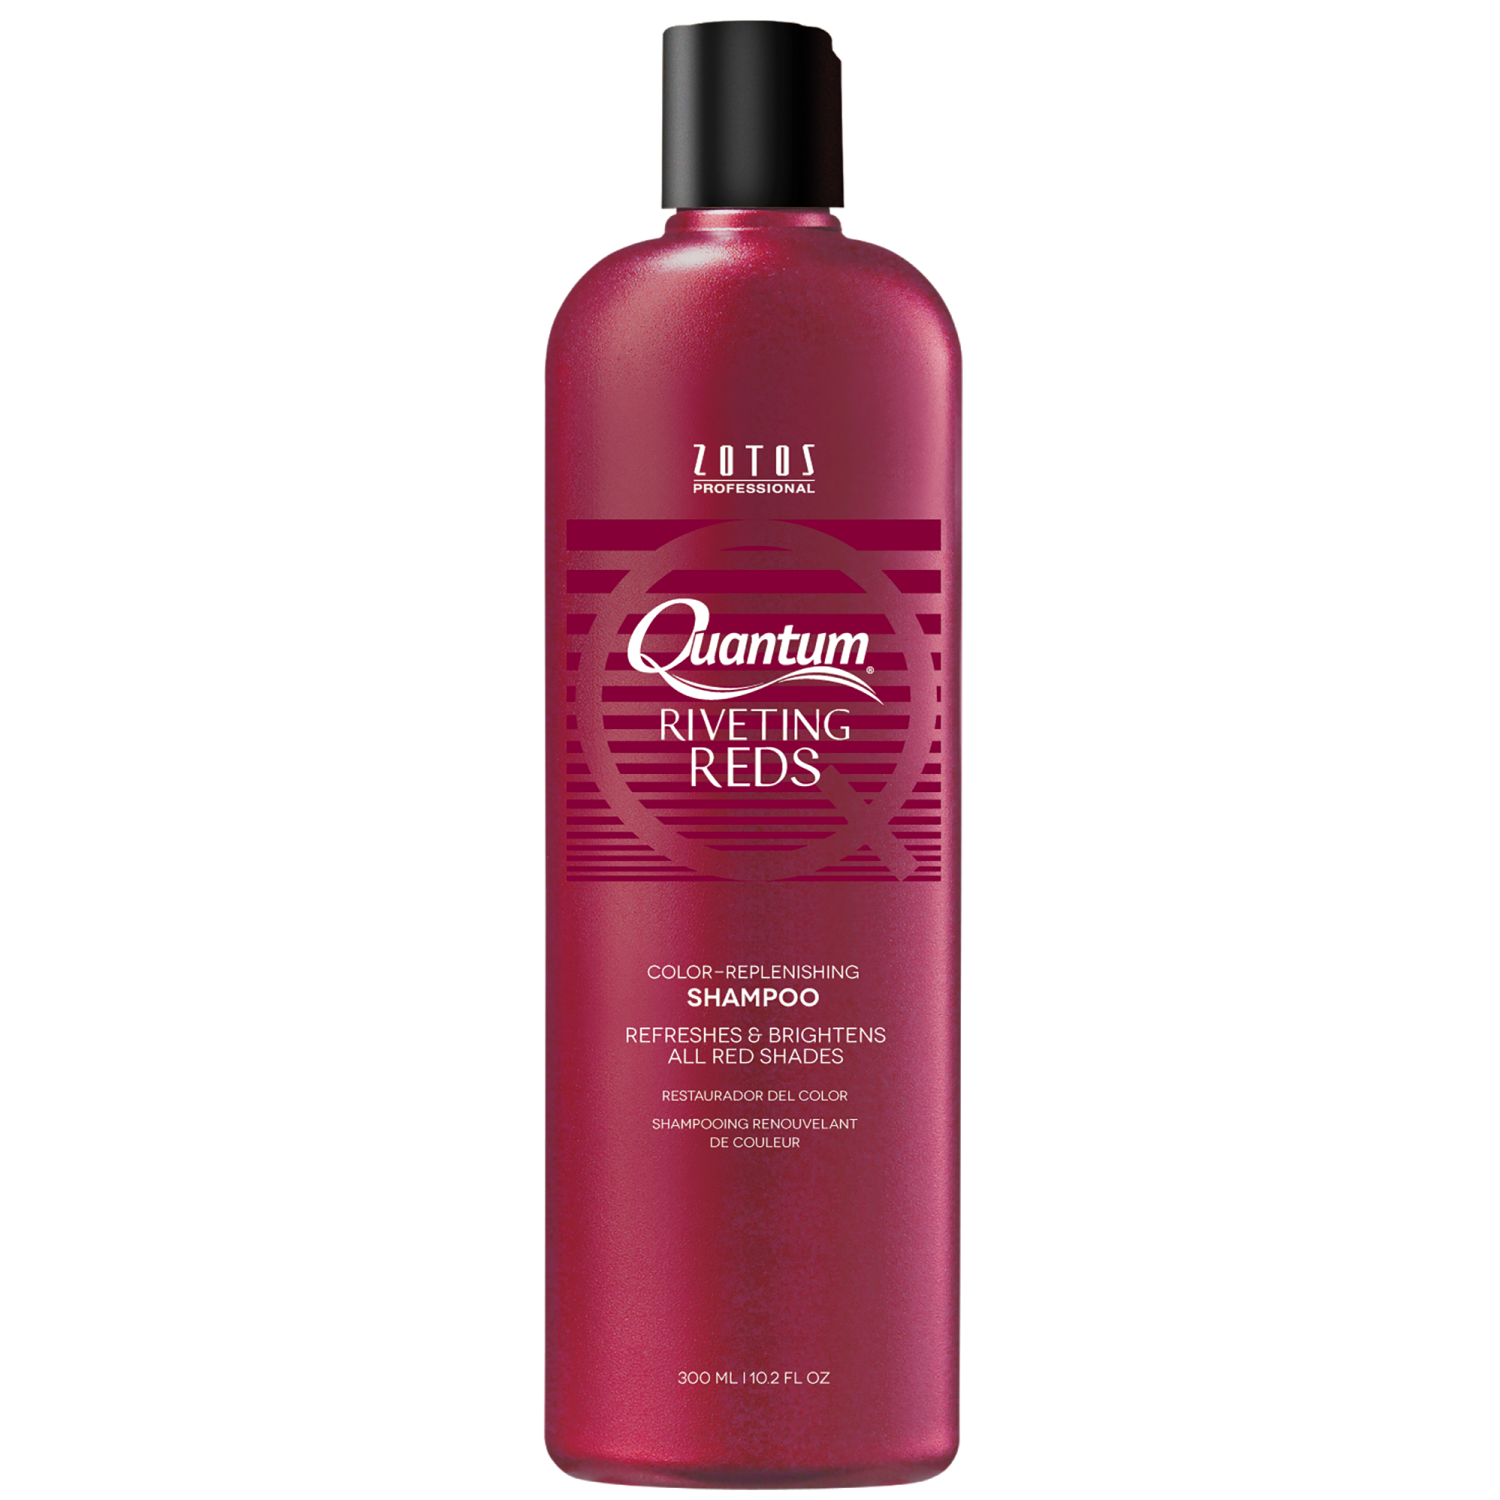 ZOTOS
PROFESSIONAL
Quantum®
RIVETING
REDS
COLOR-REPLENISHING
SHAMPOO
REFRESHES & BRIGHTENS
ALL RED SHADES
RESTAURADOR DEL COLOR
SHAMPOOING RENOUVELANT
DE COULEUR
300 ML | 10.2 FL OZ